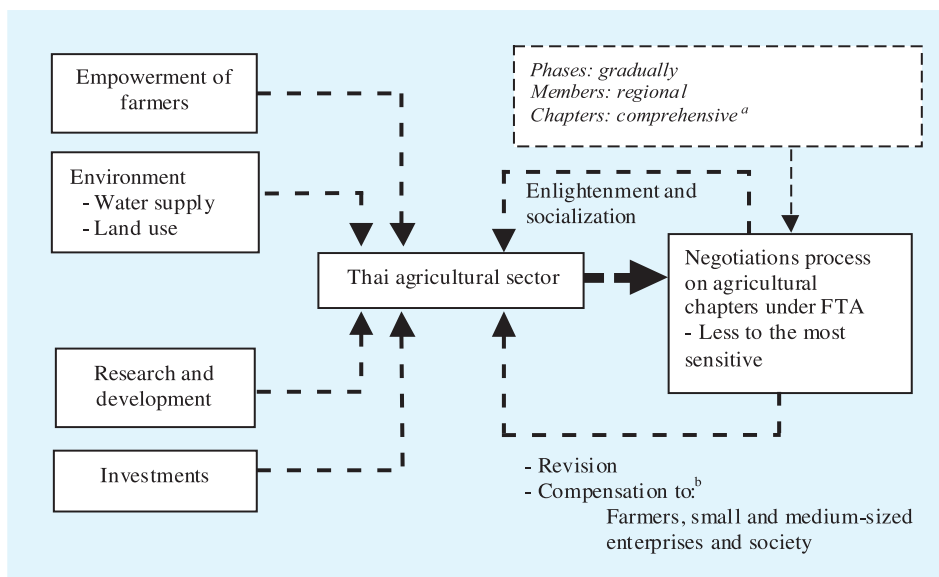 Empowerment of
farmers
Environment
- Water supply
- Land use
Phases: gradually
Members: regional
Chapters: comprehensive a
Enlightenment and
socialization
Thai agricultural sector
Negotiations process
on agricultural
chapters under FTA
- Less to the most
sensitive
Research and
development
Investments
- Revision
- Compensation to:b
Farmers, small and medium-sized
enterprises and society